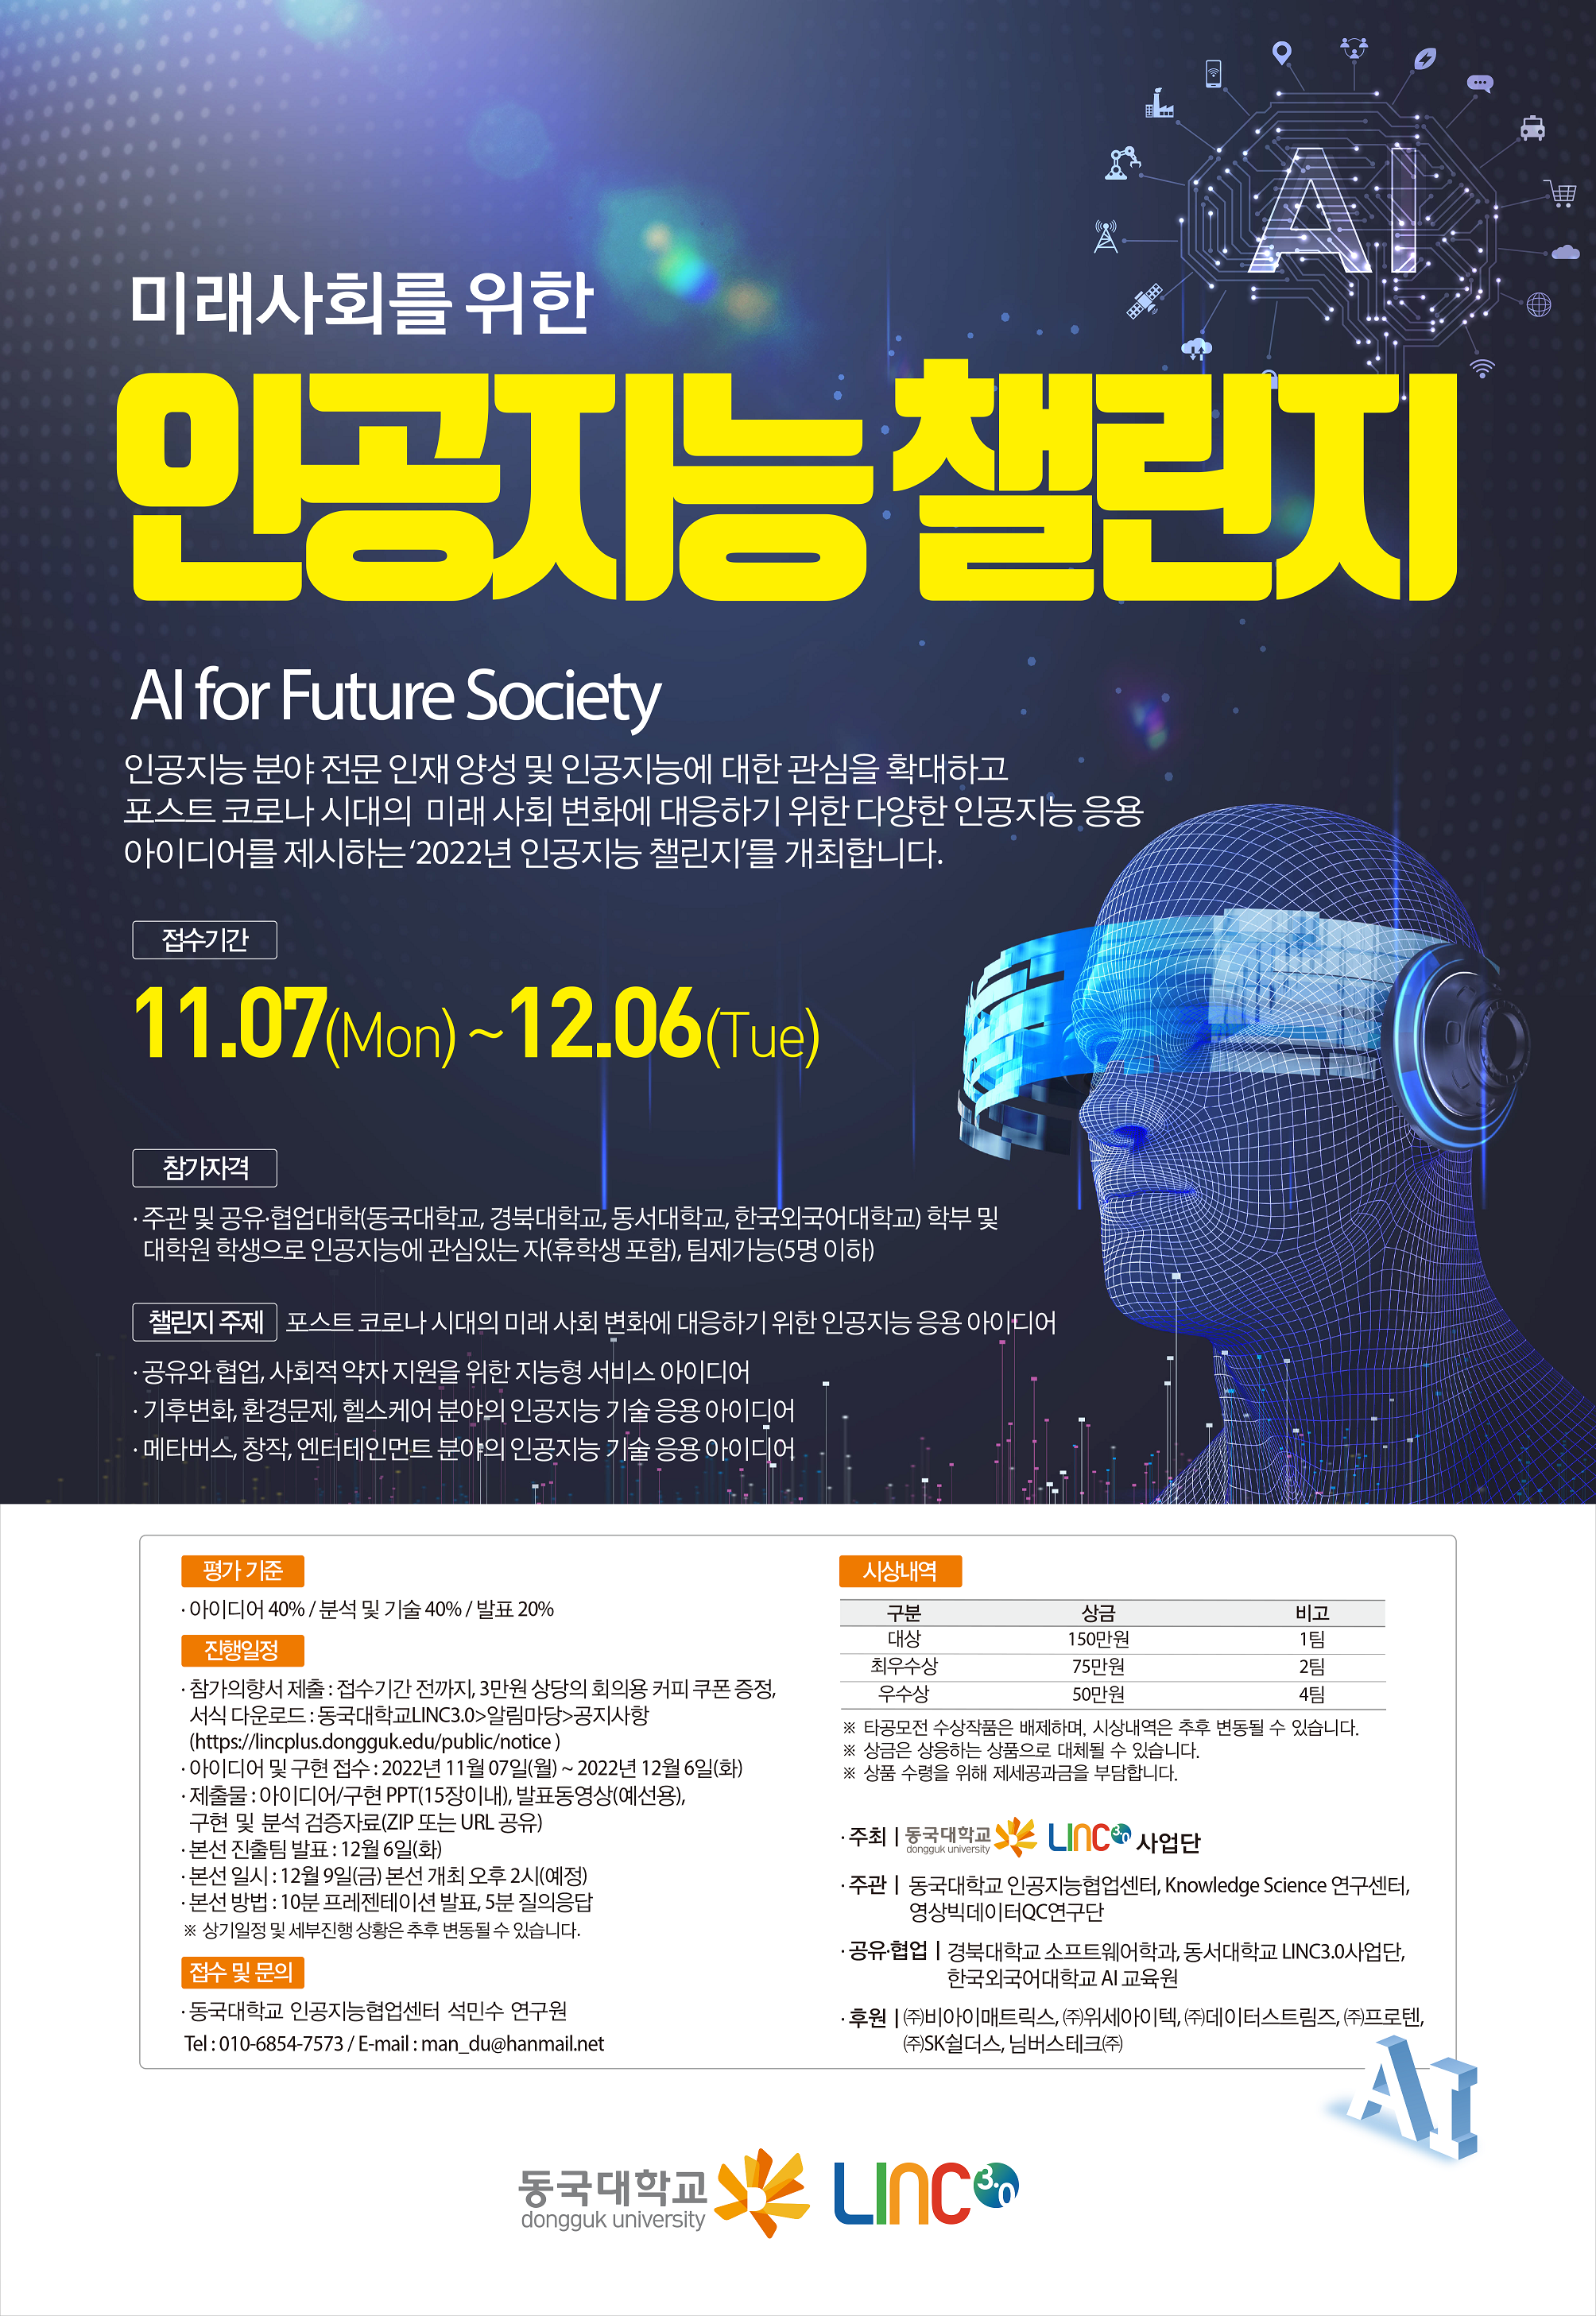 AI
미래사회를 위한
인공지능 챌린지
AI for Future Society
인공지능 분야 전문 인재 양성 및 인공지능에 대한 관심을 확대하고
포스트 코로나 시대의 미래 사회 변화에 대응하기 위한 다양한 인공지능 응용
아이디어를 제시하는 ‘2022년 인공지능 챌린지’를 개최합니다.
접수기간
11.07(Mon) ~ 12.06(Tue)
참가자격
· 주관 및 공유·협업대학(동국대학교, 경북대학교, 동서대학교, 한국외국어대학교) 학부 및
대학원 학생으로 인공지능에 관심있는 자(휴학생 포함), 팀제가능(5명 이하)
챌린지 주제 포스트 코로나 시대의 미래 사회 변화에 대응하기 위한 인공지능 응용 아이디어
· 공유와 협업, 사회적 약자 지원을 위한 지능형 서비스 아이디어
· 기후변화, 환경문제, 헬스케어 분야의 인공지능 기술 응용 아이디어
· 메타버스, 창작, 엔터테인먼트 분야의 인공지능 기술 응용 아이디어
평가 기준
· 아이디어 40% / 분석 및 기술 40% / 발표 20%
진행일정
· 참가의향서 제출 : 접수기간 전까지, 3만원 상당의 회의용 커피 쿠폰 증정,
서식 다운로드 : 동국대학교LINC3.0>알림마당>공지사항
(https://lincplus.dongguk.edu/public/notice )
· 아이디어 및 구현 접수 : 2022년 11월 07일(월) ~ 2022년 12월 6일(화)
· 제출물 : 아이디어/구현 PPT(15장이내), 발표동영상(예선용),
구현 및 분석 검증자료(ZIP 또는 URL 공유)
· 본선 진출팀 발표 : 12월 6일(화)
· 본선 일시 : 12월 9일(금) 본선 개최 오후 2시(예정)
· 본선 방법 : 10분 프레젠테이션 발표, 5분 질의응답
※ 상기일정 및 세부진행 상황은 추후 변동될 수 있습니다.
접수 및 문의
· 동국대학교 인공지능협업센터 석민수 연구원
Tel : 010-6854-7573 / E-mail : man_du@hanmail.net
시상내역
구분 상금 비고
대상 150만원 1팀
최우수상 75만원 2팀
우수상 50만원 4팀
※ 타공모전 수상작품은 배제하며, 시상내역은 추후 변동될 수 있습니다.
※ 상금은 상응하는 상품으로 대체될 수 있습니다.
※ 상품 수령을 위해 제세공과금을 부담합니다.
· 주최 | 동국대학교 dongguk university LINC 3.0 사업단
· 주관 | 동국대학교 인공지능협업센터, Knowledge Science 연구센터,
영상빅데이터QC연구단
· 공유·협업 | 경북대학교 소프트웨어학과, 동서대학교 LINC3.0사업단,
한국외국어대학교 AI 교육원
· 후원 | ㈜비아이매트릭스, ㈜위세아이텍, ㈜데이터스트림즈, ㈜프로텐,
㈜SK쉴더스, 님버스테크㈜
AI
동국대학교
dongguk university
LINC 3.0